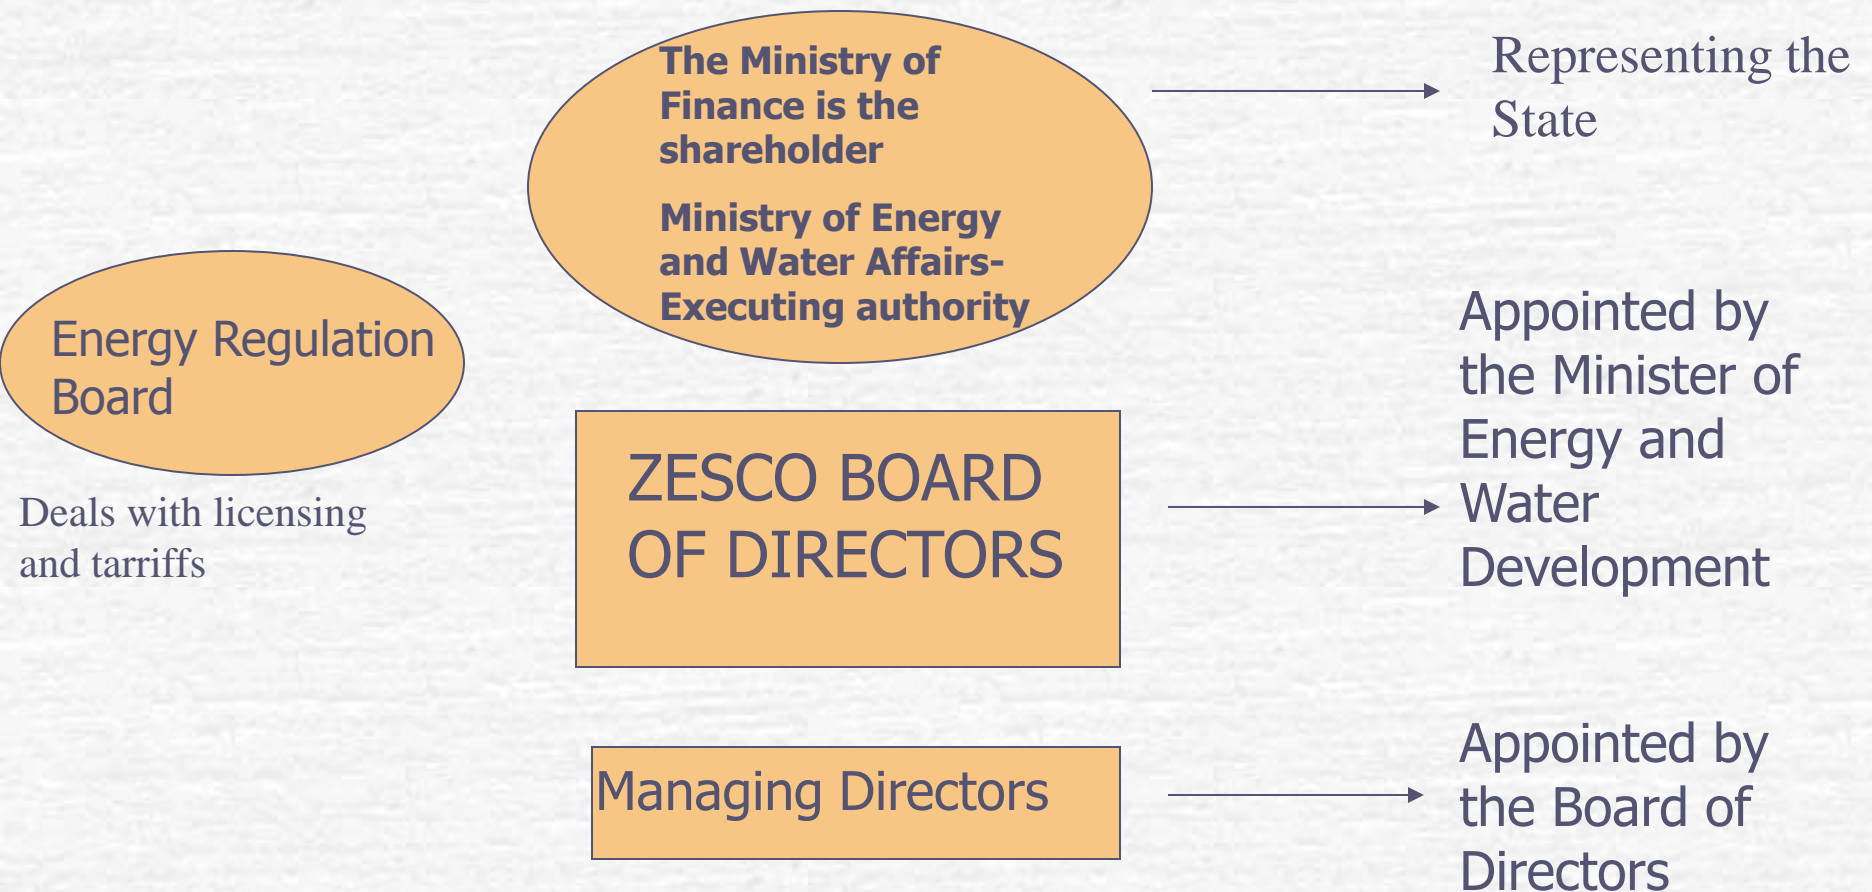 The Ministry of
Finance is the
shareholder
Ministry of Energy
and Water Affairs-
Executing authority
Representing the
State
Energy Regulation
Board
Deals with licensing
and tarriffs
ZESCO BOARD
OF DIRECTORS
Appointed by
the Minister of
Energy and
Water
Development
Managing Directors
Appointed by
the Board of
Directors